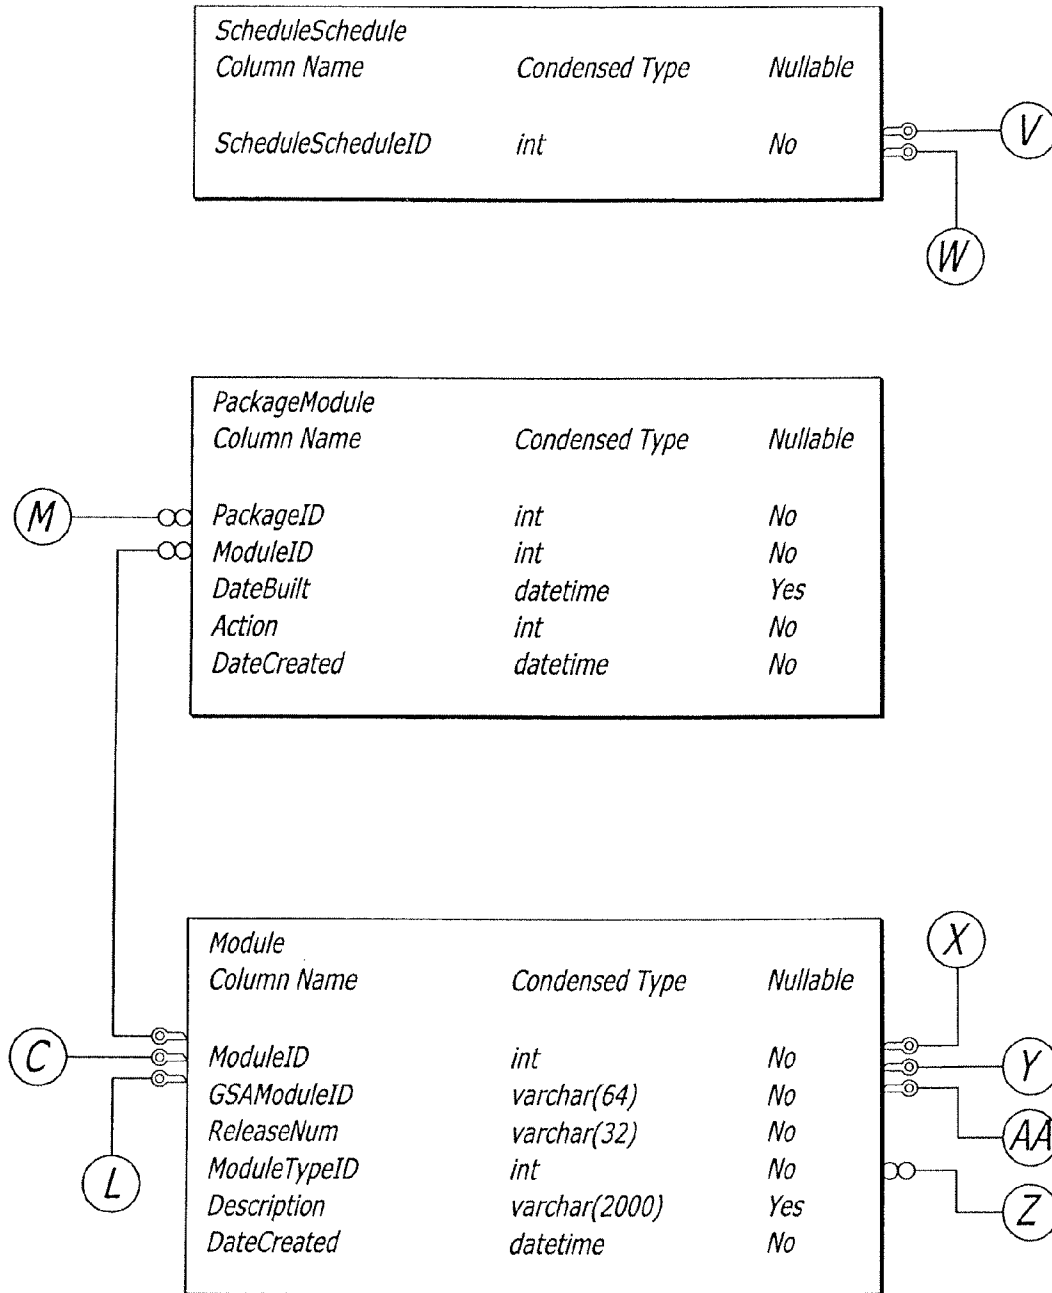 ScheduleSchedule
Column Name Condensed Type Nullable
ScheduleScheduleID int No
V
W
PackageModule
Column Name Condensed Type Nullable
M
PackageID int No
ModuleID int No
DateBuilt datetime Yes
Action int No
DateCreated datetime No
Module
Column Name Condensed Type Nullable
X
C
ModuleID int No
Y
GSAModuleID varchar(64) No
ReleaseNum varchar(32) No
AA
ModuleTypeID int No
L
Description varchar(2000) Yes
Z
DateCreated datetime No